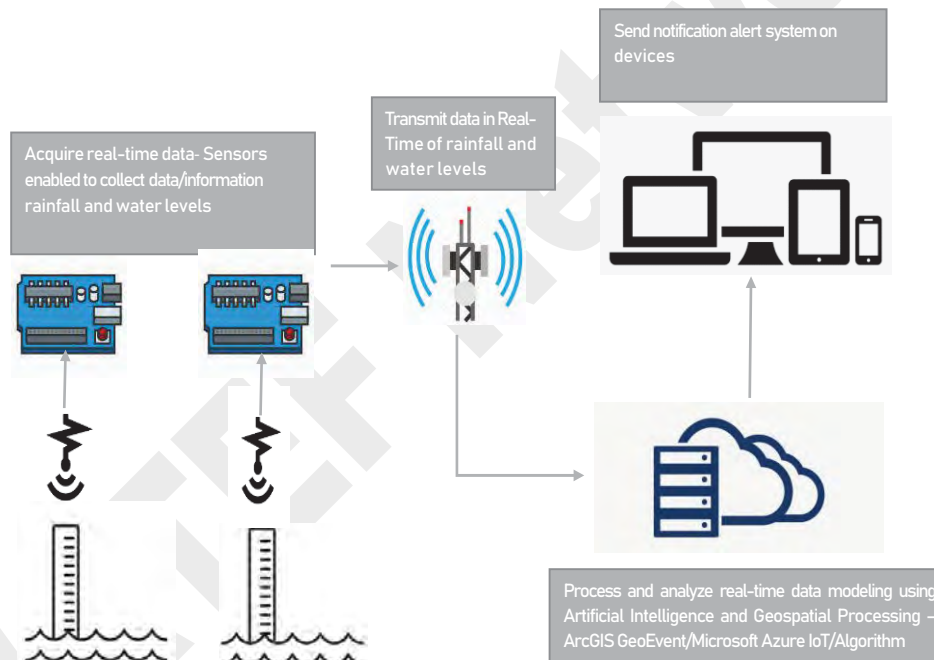 Send notification alert system on
devices
Transmit data in Real-
Time of rainfall and
water levels
Acquire real-time data- Sensors
enabled to collect data/information
rainfall and water levels
Process and analyze real-time data modeling using
Artificial Intelligence and Geospatial Processing –
ArcGIS GeoEvent/Microsoft Azure IoT/Algorithm